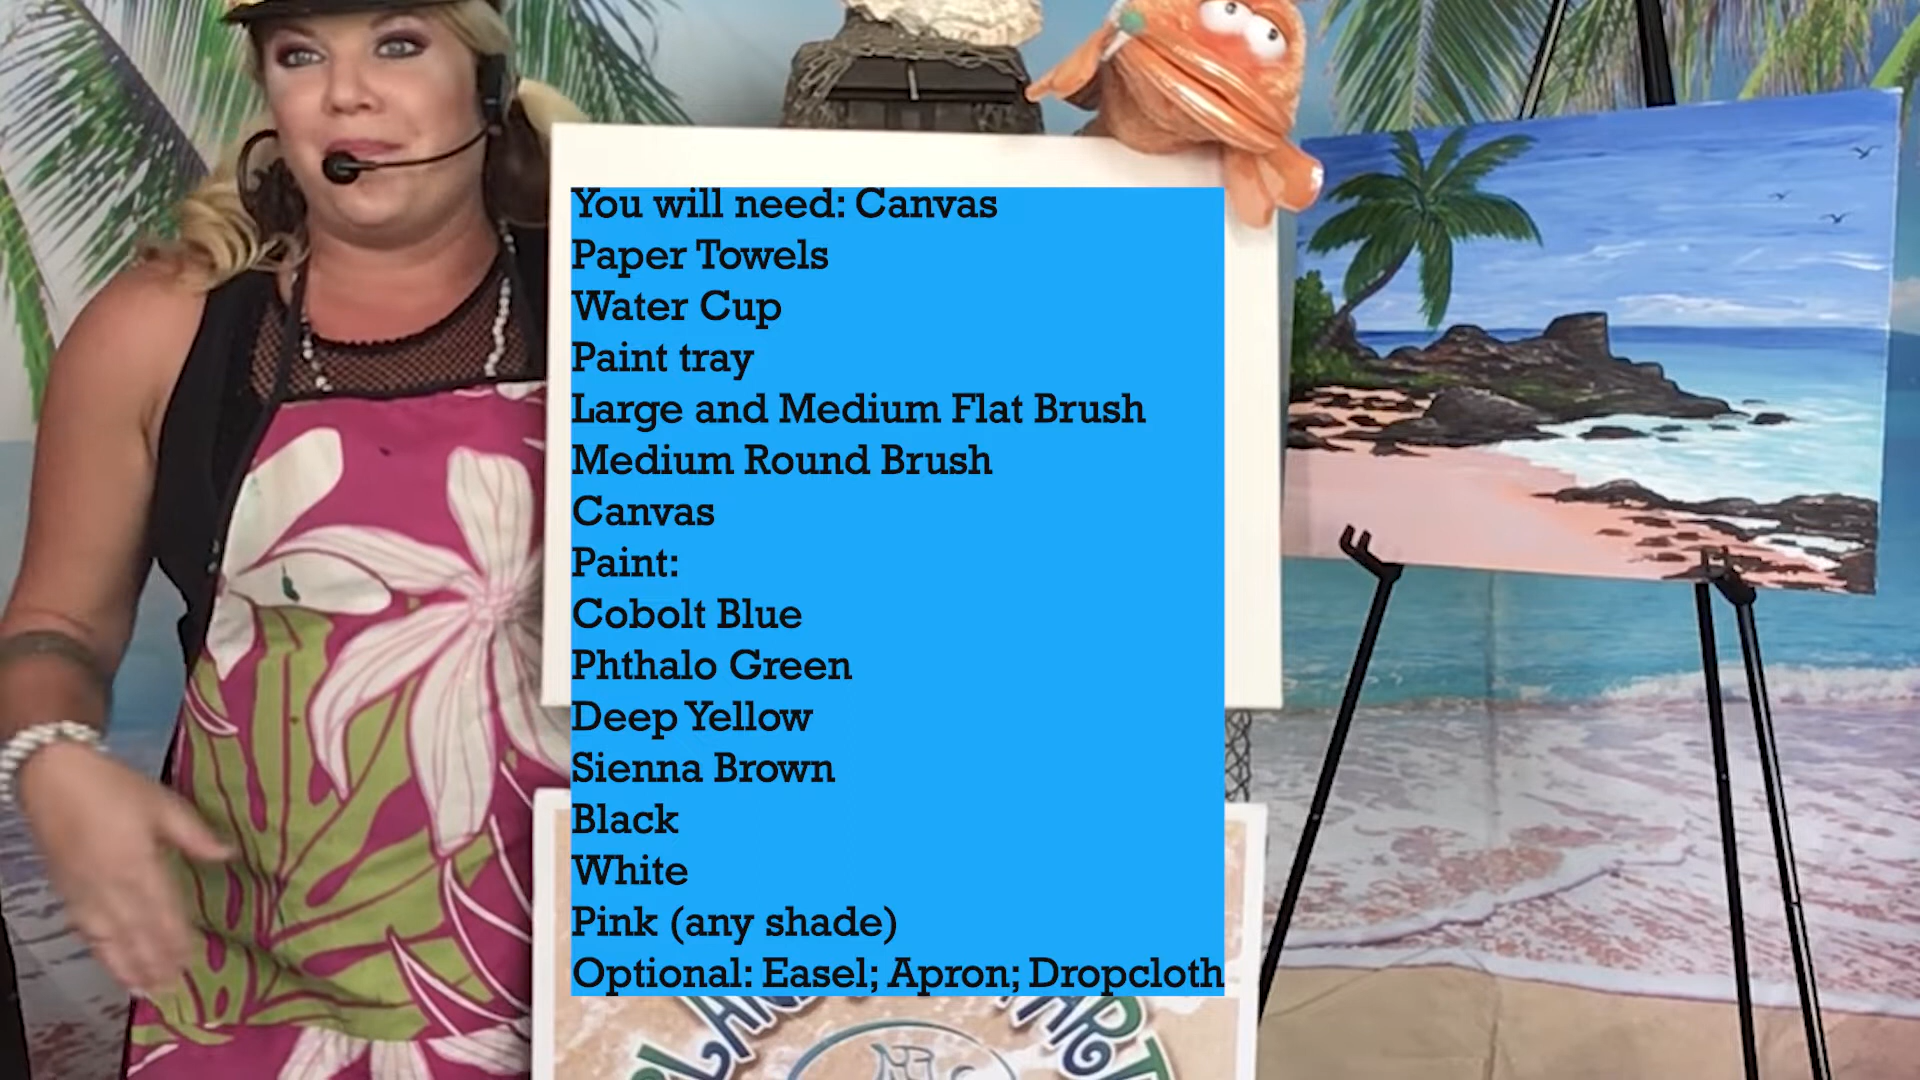 You will need: Canvas
Paper Towels
Water Cup
Paint tray
Large and Medium Flat Brush
Medium Round Brush
Canvas
Paint:
Cobolt Blue
Phthalo Green
Deep Yellow
Sienna Brown
Black
White
Pink (any shade)
Optional: Easel; Apron; Dropcloth